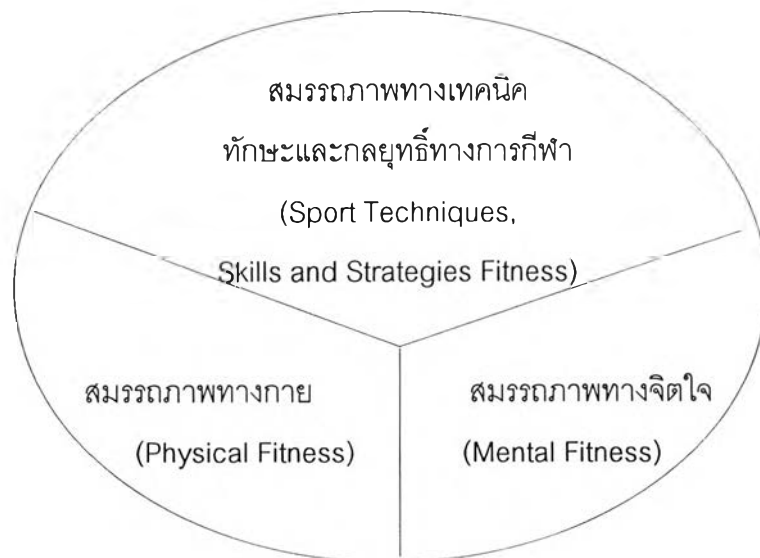 สมรรถภาพทางเทคนิค
ทักษะและกลยุทธิ์ทางการกีฬา
(Sport Techniques,
Skills and Strategies Fitness)
สมรรถภาพทางกาย
(Physical Fitness)
สมรรถภาพทางจิตใจ
(Mental Fitness)